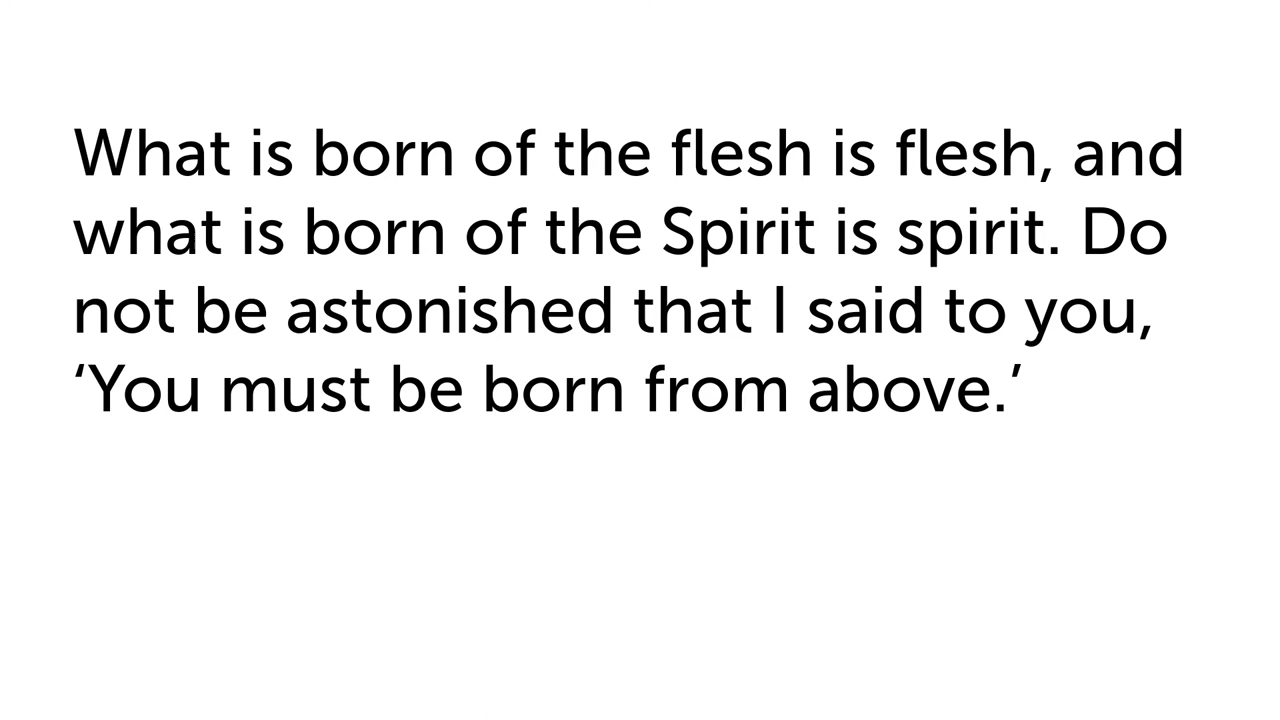 What is born of the flesh is flesh, and
what is born of the Spirit is spirit. Do
not be astonished that I said to you,
‘You must be born from above.’